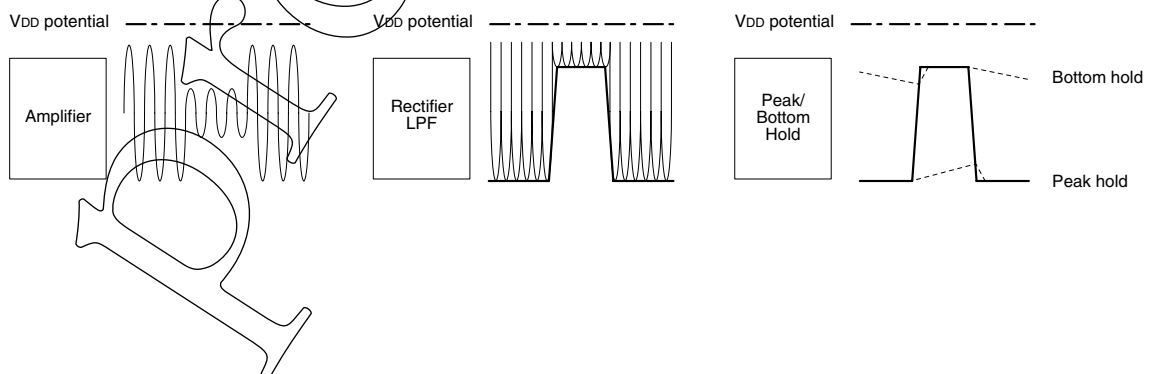 VDD potential
Amplifier
VDD potential
Rectifier
LPF
VDD potential
Peak/
Bottom
Hold
Bottom hold
Peak hold